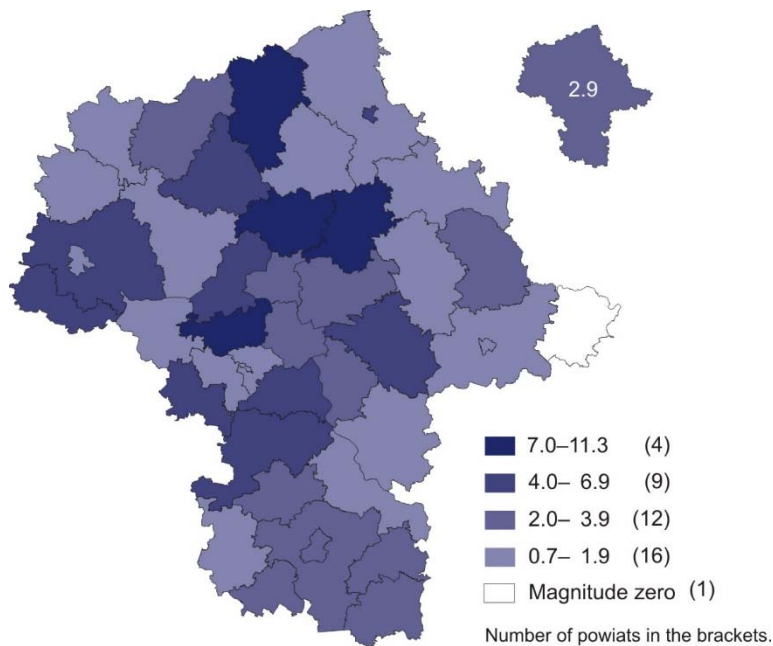 2.9
7.0–11.3 (4)
4.0– 6.9 (9)
2.0– 3.9 (12)
0.7– 1.9 (16)
Magnitude zero (1)
Number of powiats in the brackets.